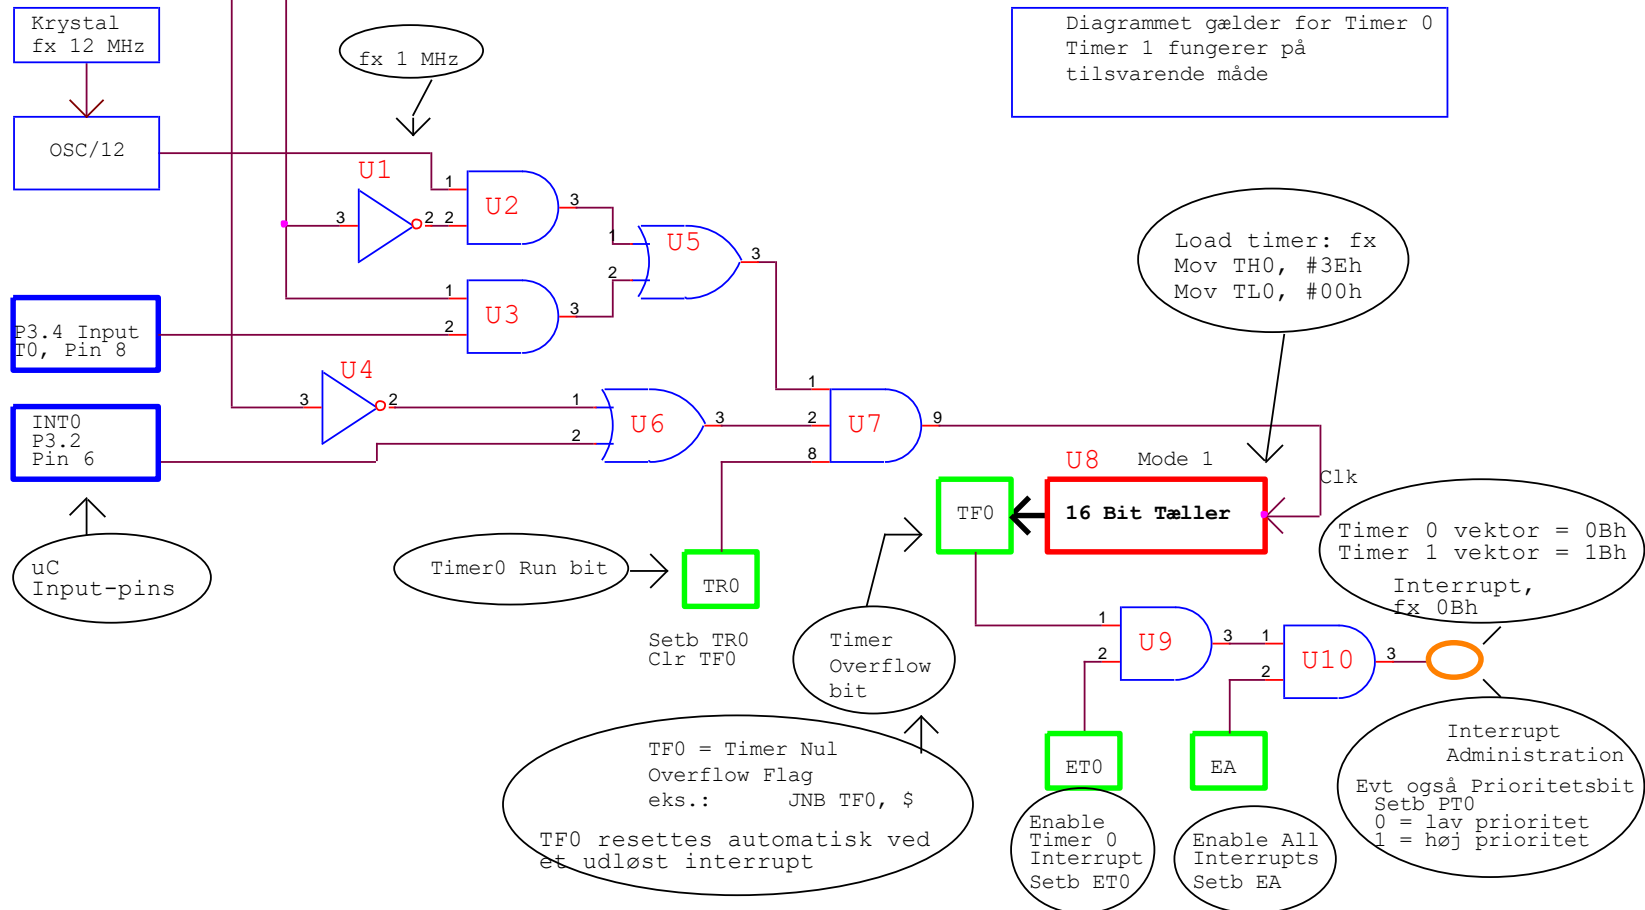 Krystal
fx 12 MHz
fx 1 MHz
Diagrammet gælder for Timer 0
Timer 1 fungerer på
tilsvarende måde
OSC/12
U1
3
2
1
2
U2
3
1
2
U5
3
1
2
U3
3
Load timer: fx
Mov TH0, #3Eh
Mov TL0, #00h
P3.4 Input
T0, Pin 8
U4
3
2
INT0
P3.2
Pin 6
1
2
U6
3
1
2
8
U7
9
U8
Mode 1
Clk
TF0
16 Bit Tæller
Timer 0 vektor = 0Bh
Timer 1 vektor = 1Bh
Interrupt,
fx 0Bh
uC
Input-pins
Timer0 Run bit
TR0
Setb TR0
Clr TF0
Timer
Overflow
bit
1
2
U9
3
1
2
U10
3
TF0 = Timer Nul
Overflow Flag
eks.: JNB TF0, $
TF0 resettes automatisk ved
et udløst interrupt
ET0
EA
Enable
Timer 0
Interrupt
Setb ET0
Enable All
Interrupts
Setb EA
Interrupt
Administration
Evt også Prioritetsbit
Setb PT0
0 = lav prioritet
1 = høj prioritet